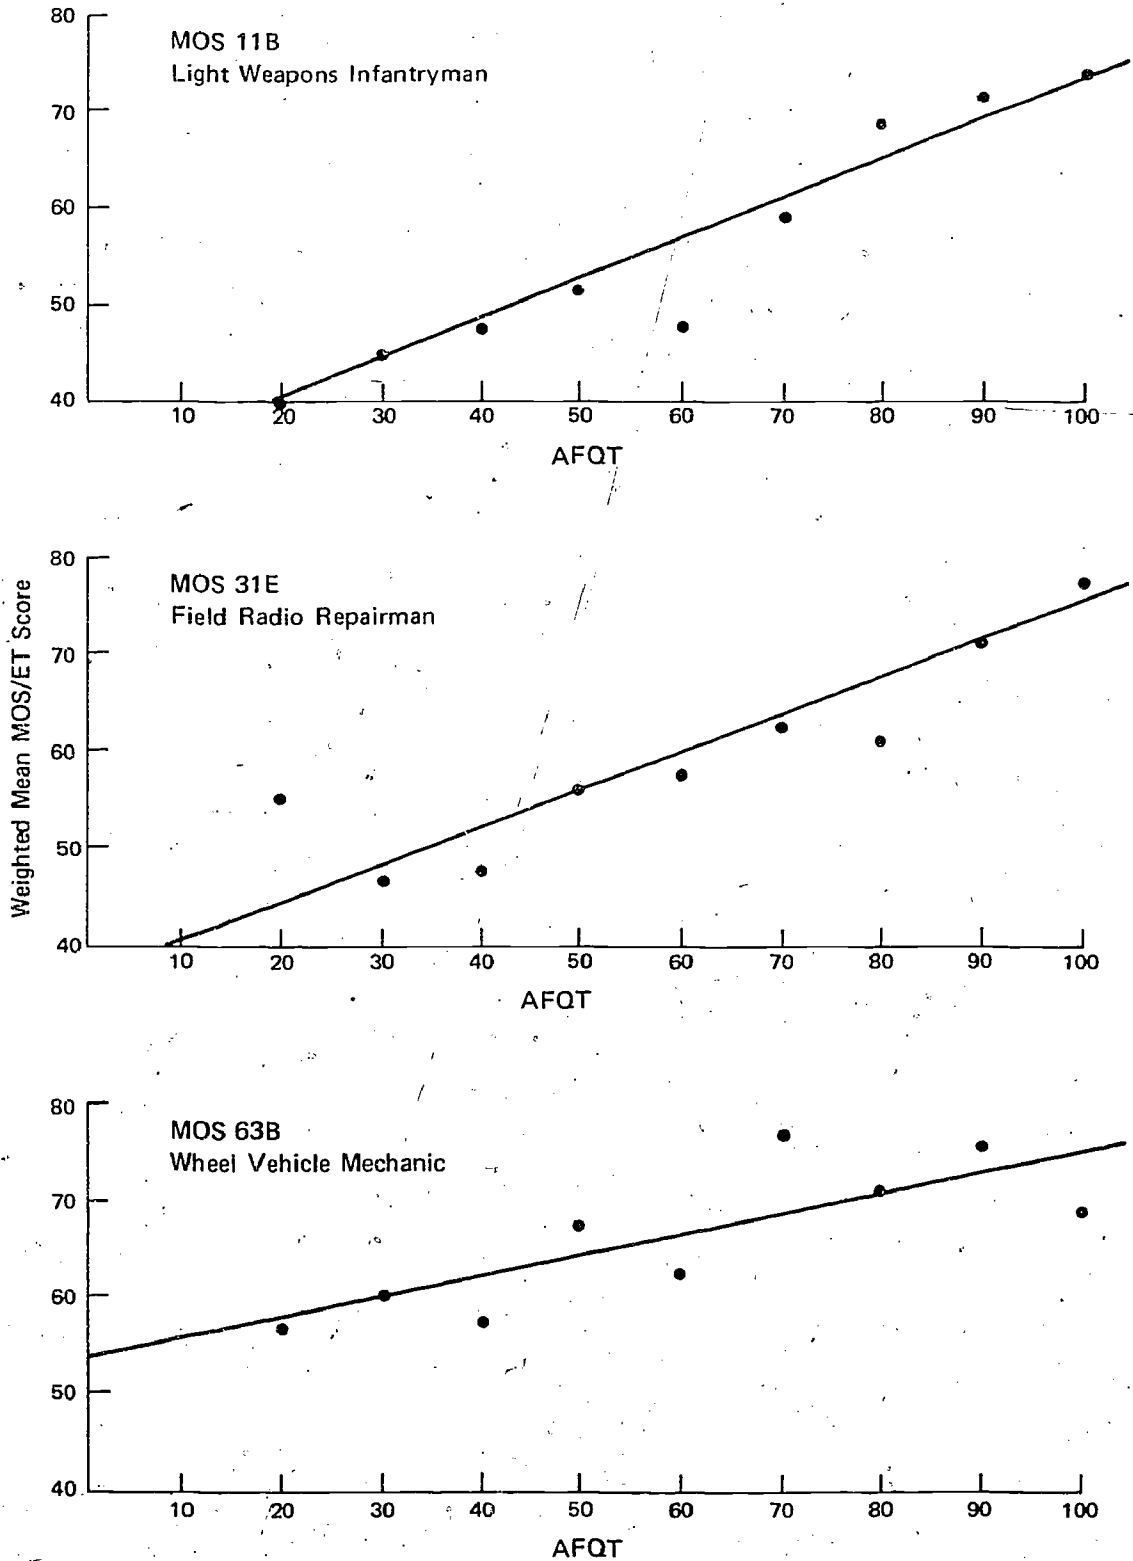 80
MOS 11B
Light Weapons Infantryman
70
60
50
40
10 20 30 40 50 60 70 80 90 100
AFQT
Weighted Mean MOS/ET Score
80
MOS 31E
Field Radio Repairman
70
60
50
40
10 20 30 40 50 60 70 80 90 100
AFQT
80
MOS 63B
Wheel Vehicle Mechanic
70
60
50
40
10 20 30 40 50 60 70 80 90 100
AFQT